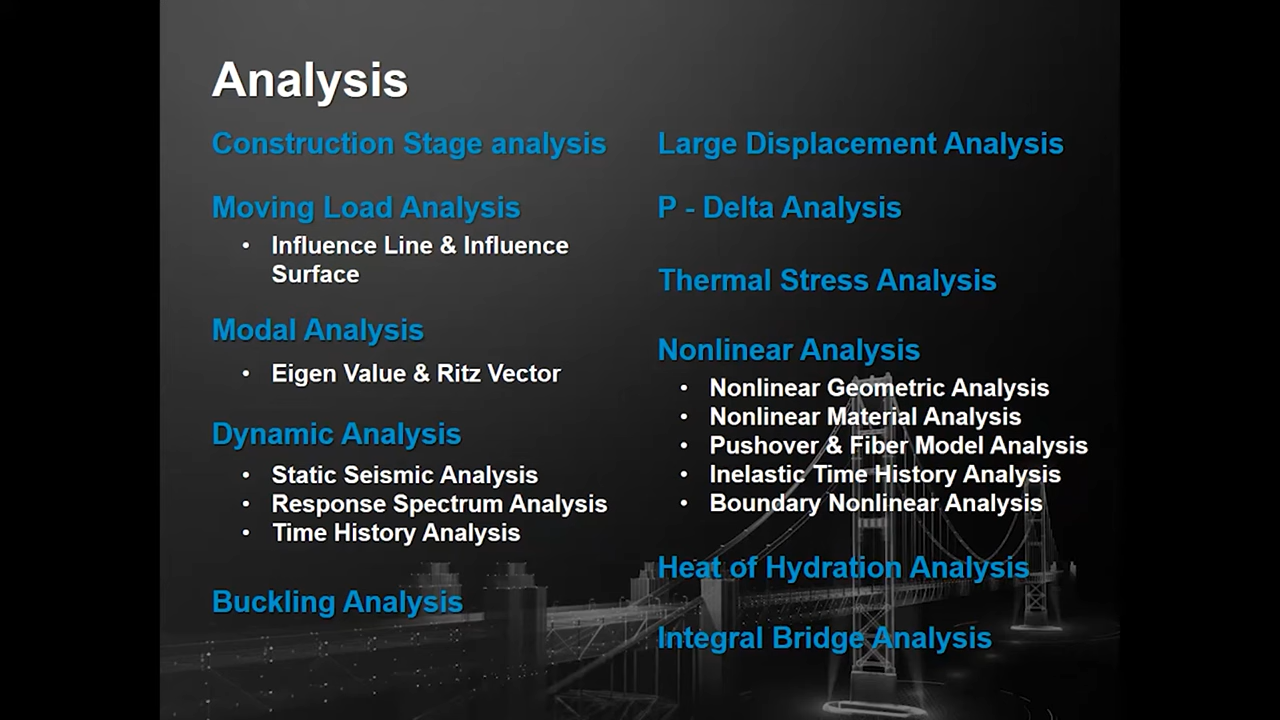 Analysis
Construction Stage analysis
Moving Load Analysis
• Influence Line & Influence
Surface
Modal Analysis
• Eigen Value & Ritz Vector
Dynamic Analysis
• Static Seismic Analysis
• Response Spectrum Analysis
• Time History Analysis
Buckling Analysis
Large Displacement Analysis
P - Delta Analysis
Thermal Stress Analysis
Nonlinear Analysis
• Nonlinear Geometric Analysis
• Nonlinear Material Analysis
• Pushover & Fiber Model Analysis
• Inelastic Time History Analysis
• Boundary Nonlinear Analysis
Heat of Hydration Analysis
Integral Bridge Analysis